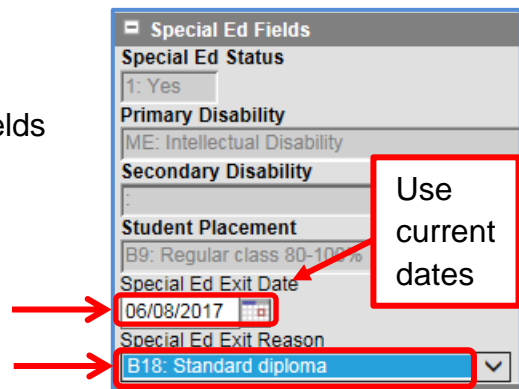 Special Ed Fields
Special Ed Status
1: Yes
elds
Primary Disability
ME: Intellectual Disability
Secondary Disability
:
Use
current
dates
Student Placement
B9: Regular class 80-100%
Special Ed Exit Date
06/08/2017
Special Ed Exit Reason
B18: Standard diploma